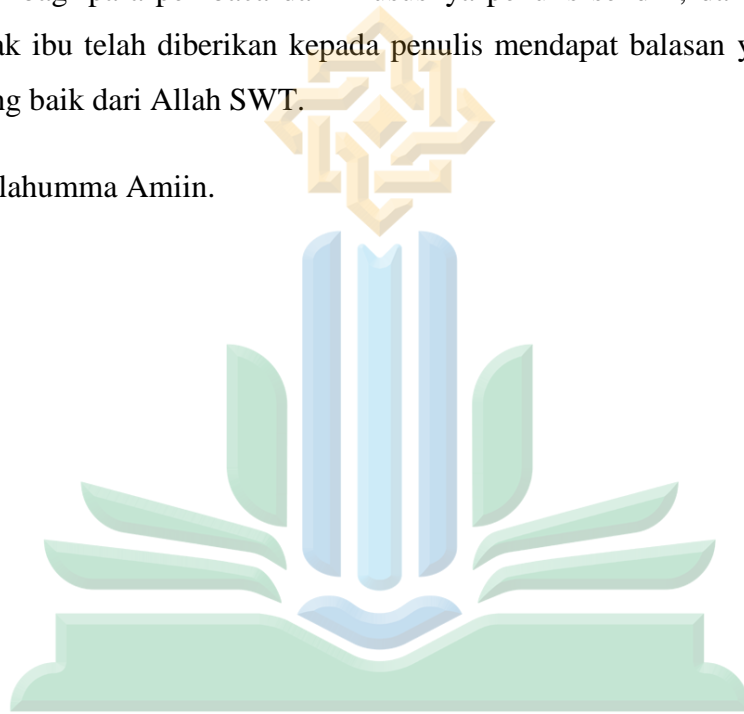 ak ibu telah diberikan kepada penulis mendapat balasan y
ng baik dari Allah SWT.
lahumma Amiin.